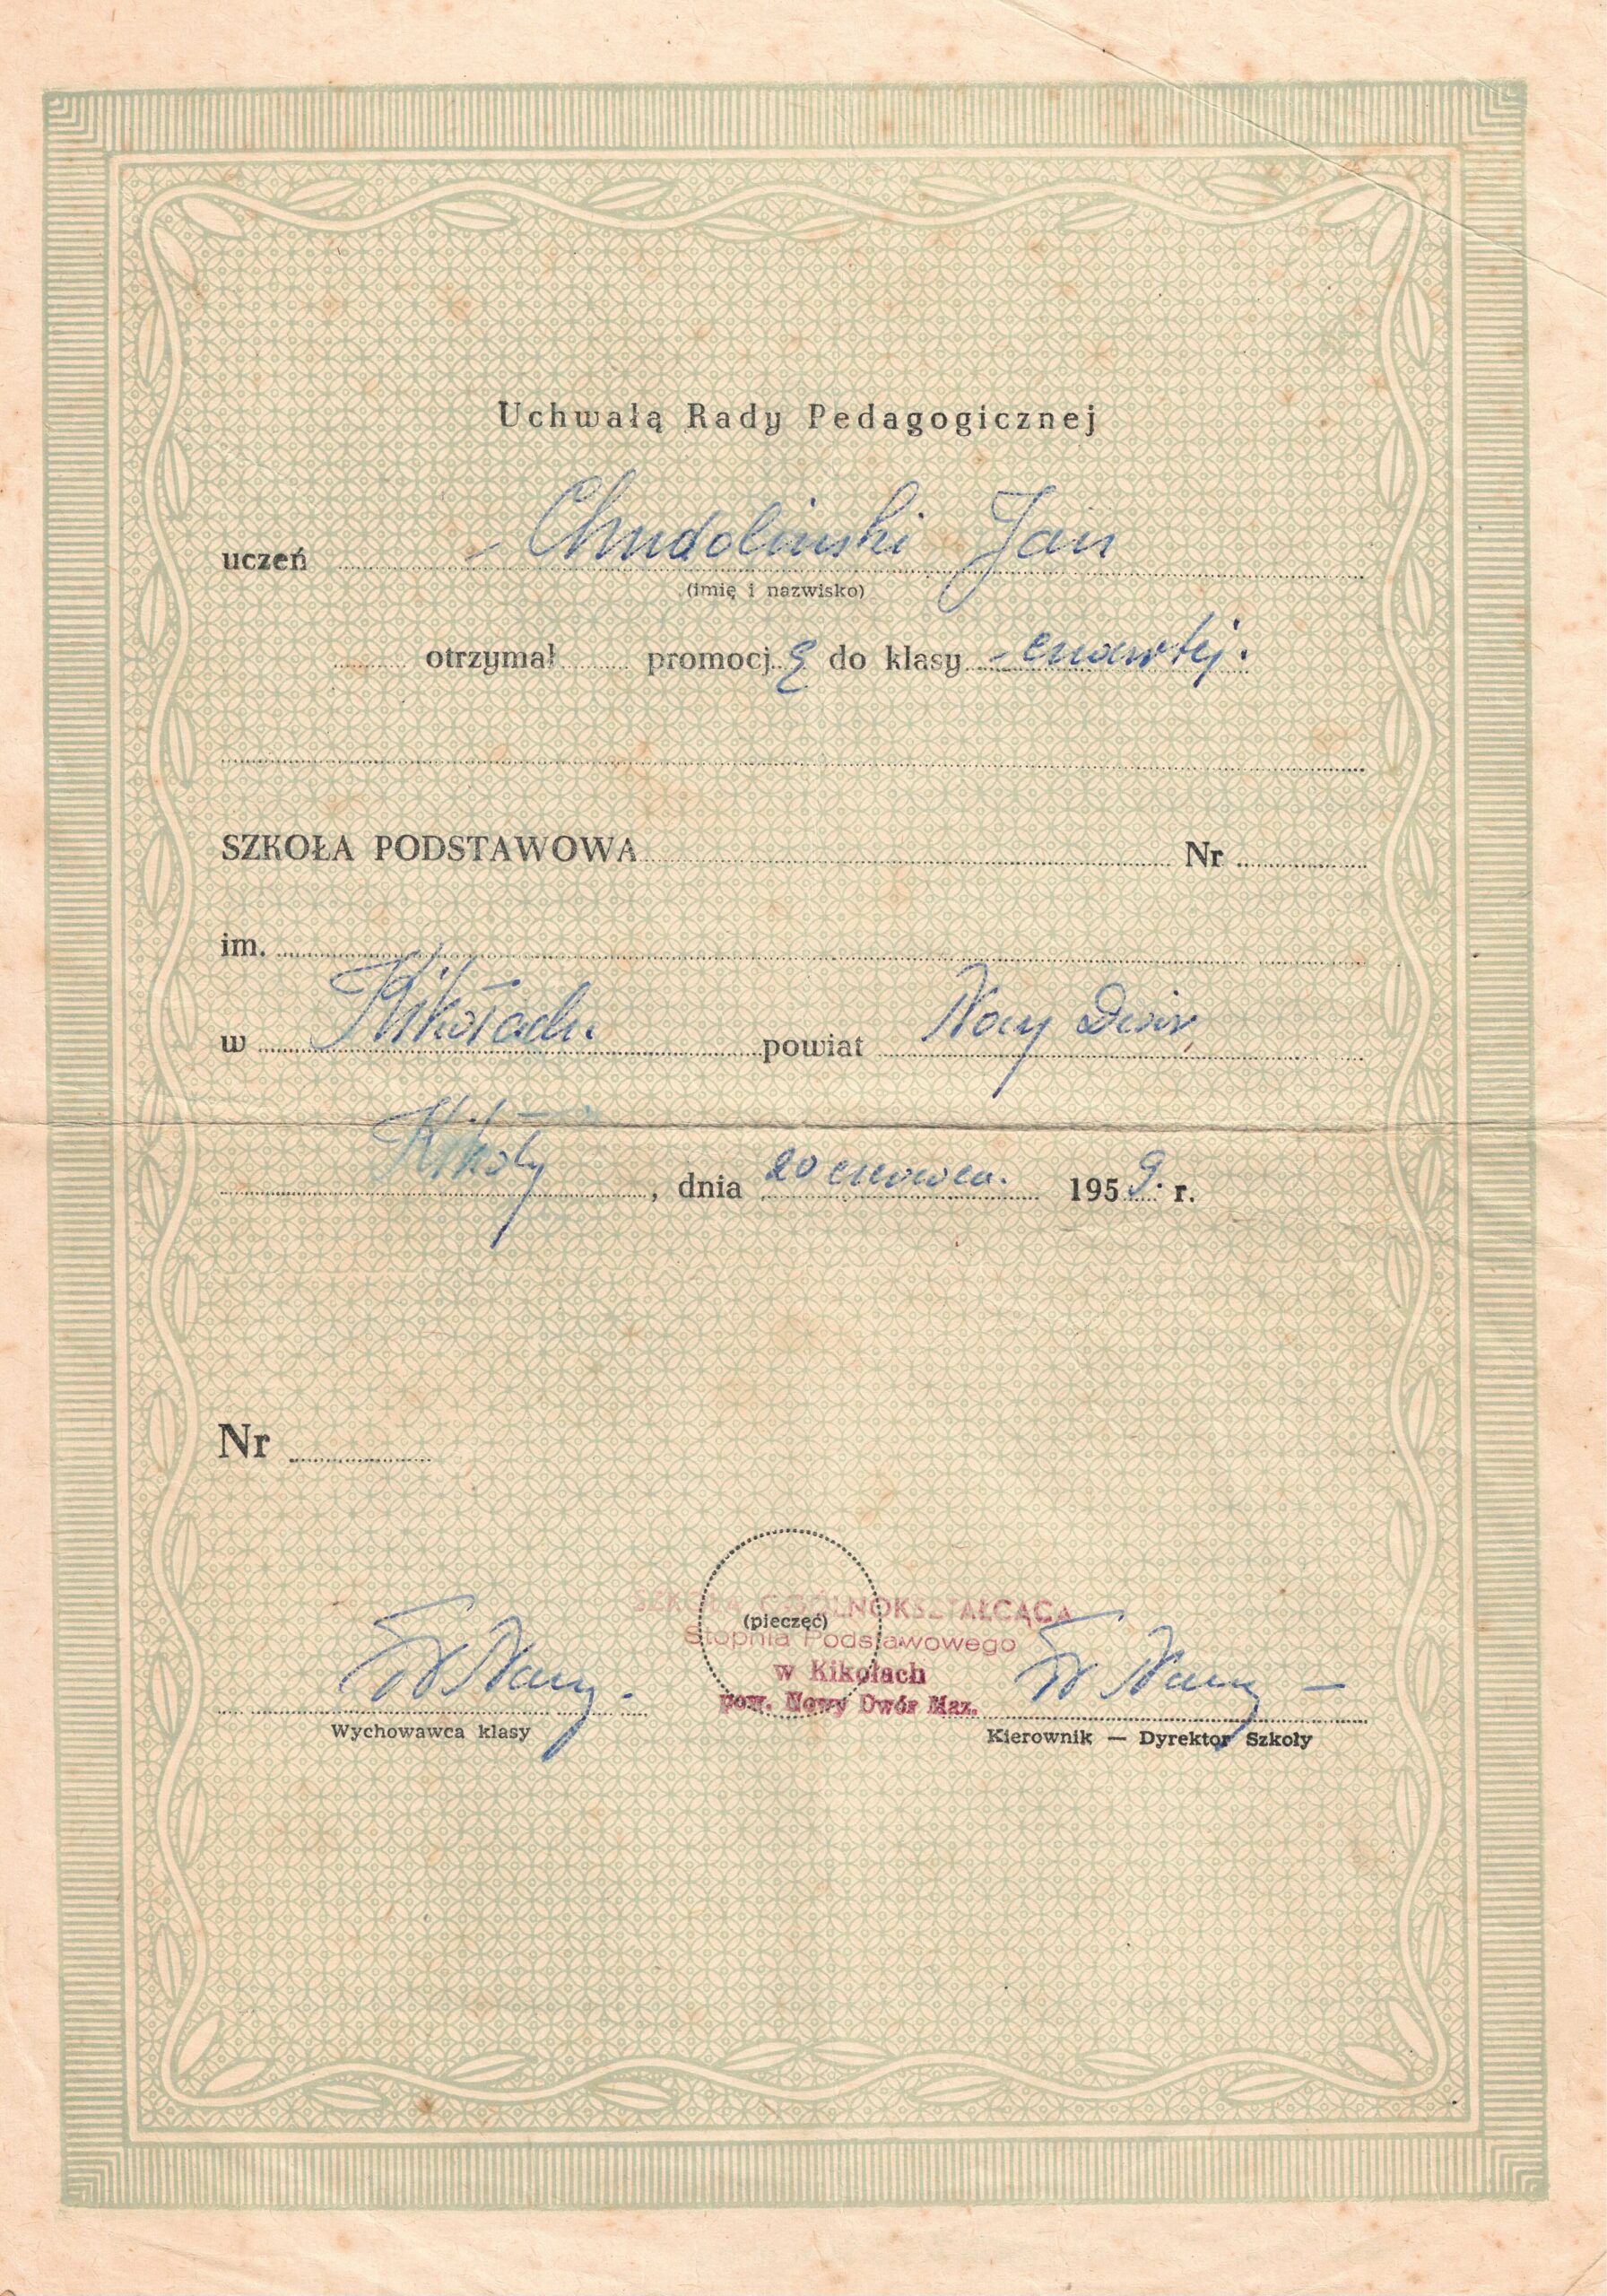 Uchwałą Rady Pedagogicznej
uczeń - Chudoliński Jan
(imię i nazwisko)
otrzymał promocję do klasy - czwartej.
SZKOŁA PODSTAWOWA Nr
im.
w Kikołach powiat Nowy Dwór
Kikoły, dnia 20 czerwca. 1959. r.
Nr
(pieczęć)
SZKOŁA OGÓLNOKSZTAŁCĄCA
Stopnia Podstawowego
w Kikołach
pow. Nowy Dwór Maz.
Wychowawca klasy
Kierownik — Dyrektor Szkoły